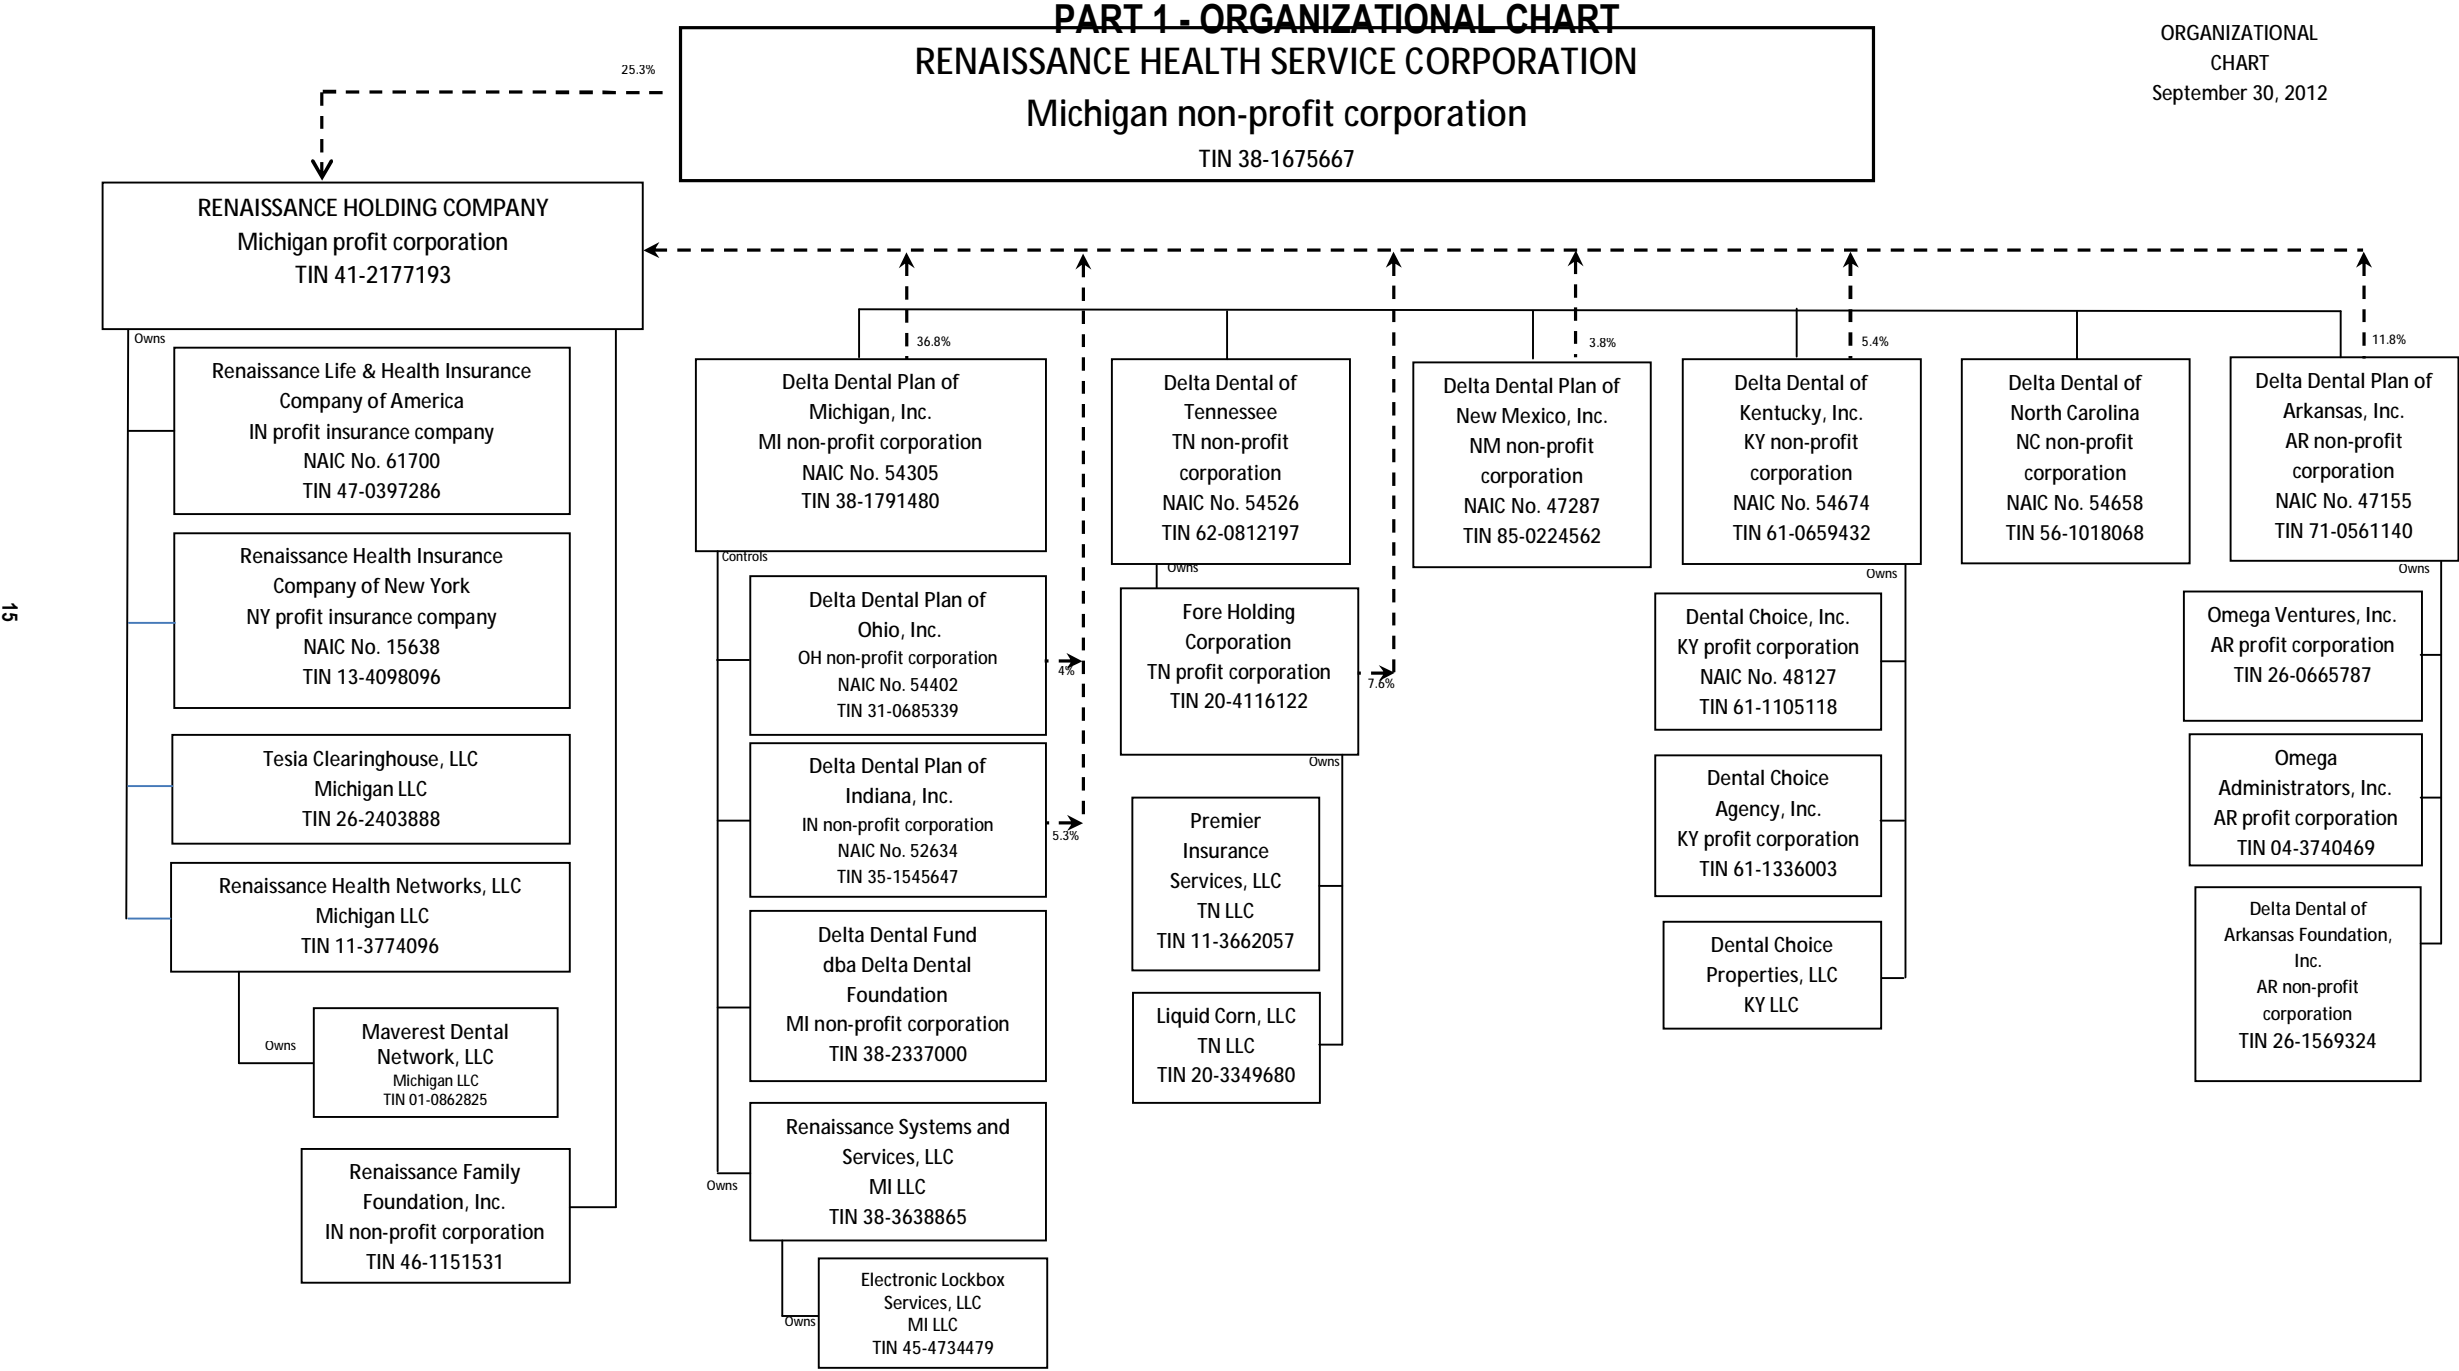 PART 1 - ORGANIZATIONAL CHART
RENAISSANCE HEALTH SERVICE CORPORATION
Michigan non-profit corporation
TIN 38-1675667
ORGANIZATIONAL
CHART
September 30, 2012
25.3%
RENAISSANCE HOLDING COMPANY
Michigan profit corporation
TIN 41-2177193
Owns
Renaissance Life & Health Insurance
Company of America
IN profit insurance company
NAIC No. 61700
TIN 47-0397286
Renaissance Health Insurance
Company of New York
NY profit insurance company
NAIC No. 15638
TIN 13-4098096
Tesia Clearinghouse, LLC
Michigan LLC
TIN 26-2403888
Renaissance Health Networks, LLC
Michigan LLC
TIN 11-3774096
Owns
Maverest Dental
Network, LLC
Michigan LLC
TIN 01-0862825
Renaissance Family
Foundation, Inc.
IN non-profit corporation
TIN 46-1151531
36.8%
Delta Dental Plan of
Michigan, Inc.
MI non-profit corporation
NAIC No. 54305
TIN 38-1791480
Controls
Delta Dental Plan of
Ohio, Inc.
OH non-profit corporation
NAIC No. 54402
TIN 31-0685339
4%
Delta Dental Plan of
Indiana, Inc.
IN non-profit corporation
NAIC No. 52634
TIN 35-1545647
5.3%
Delta Dental Fund
dba Delta Dental
Foundation
MI non-profit corporation
TIN 38-2337000
Owns
Renaissance Systems and
Services, LLC
MI LLC
TIN 38-3638865
Owns
Electronic Lockbox
Services, LLC
MI LLC
TIN 45-4734479
Delta Dental of
Tennessee
TN non-profit
corporation
NAIC No. 54526
TIN 62-0812197
Owns
Fore Holding
Corporation
TN profit corporation
TIN 20-4116122
7.6%
Owns
Premier
Insurance
Services, LLC
TN LLC
TIN 11-3662057
Liquid Corn, LLC
TN LLC
TIN 20-3349680
3.8%
Delta Dental Plan of
New Mexico, Inc.
NM non-profit
corporation
NAIC No. 47287
TIN 85-0224562
5.4%
Delta Dental of
Kentucky, Inc.
KY non-profit
corporation
NAIC No. 54674
TIN 61-0659432
Owns
Dental Choice, Inc.
KY profit corporation
NAIC No. 48127
TIN 61-1105118
Dental Choice
Agency, Inc.
KY profit corporation
TIN 61-1336003
Dental Choice
Properties, LLC
KY LLC
Delta Dental of
North Carolina
NC non-profit
corporation
NAIC No. 54658
TIN 56-1018068
11.8%
Delta Dental Plan of
Arkansas, Inc.
AR non-profit
corporation
NAIC No. 47155
TIN 71-0561140
Owns
Omega Ventures, Inc.
AR profit corporation
TIN 26-0665787
Omega
Administrators, Inc.
AR profit corporation
TIN 04-3740469
Delta Dental of
Arkansas Foundation,
Inc.
AR non-profit
corporation
TIN 26-1569324
15